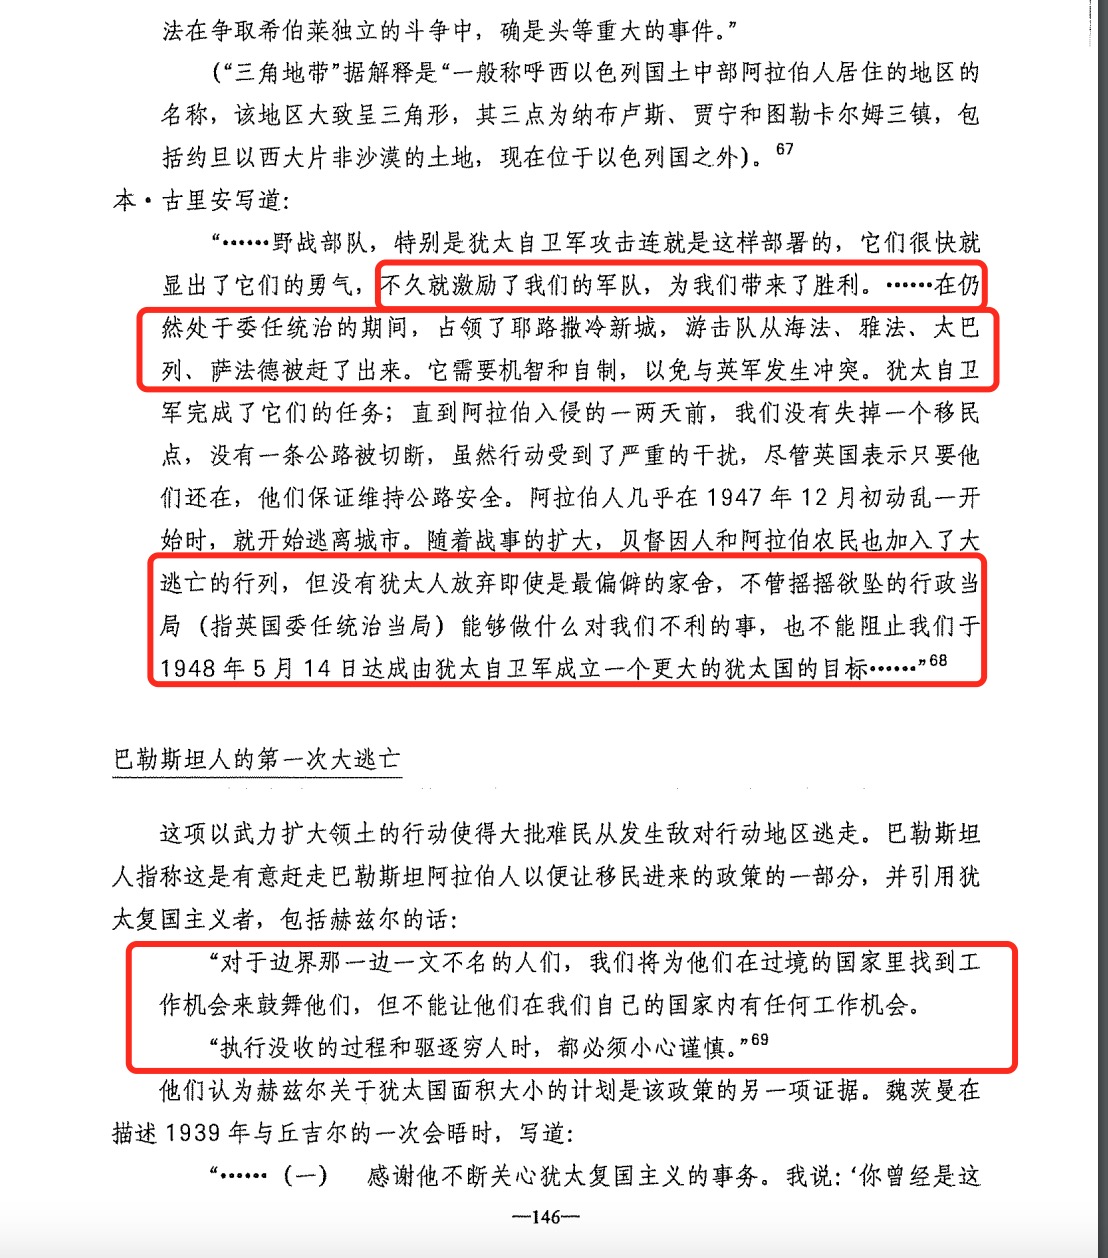 法在争取希伯莱独立的斗争中，确是头等重大的事件。”
（“三角地带”据解释是“一般称呼西以色列国土中部阿拉伯人居住的地区的
名称，该地区大致呈三角形，其三点为纳布卢斯、贾宁和图勒卡尔姆三镇，包
括约旦以西大片非沙漠的土地，现在位于以色列国之外）。67
本·古里安写道：
“……野战部队，特别是犹太自卫军攻击连就是这样部署的，它们很快就
显出了它们的勇气，不久就激励了我们的军队，为我们带来了胜利。……在仍
然处于委任统治的期间，占领了耶路撒冷新城，游击队从海法、雅法、太巴
列、萨法德被赶了出来。它需要机智和自制，以免与英军发生冲突。犹太自卫
军完成了它们的任务；直到阿拉伯入侵的一两天前，我们没有失掉一个移民
点，没有一条公路被切断，虽然行动受到了严重的干扰，尽管英国表示只要他
们还在，他们保证维持公路安全。阿拉伯人几乎在 1947 年 12 月初动乱一开
始时，就开始逃离城市。随着战事的扩大，贝督因人和阿拉伯农民也加入了大
逃亡的行列，但没有犹太人放弃即使是最偏僻的家舍，不管摇摇欲坠的行政当
局（指英国委任统治当局）能够做什么对我们不利的事，也不能阻止我们于
1948 年 5 月 14 日达成由犹太自卫军成立一个更大的犹太国的目标……”68
巴勒斯坦人的第一次大逃亡
这项以武力扩大领土的行动使得大批难民从发生敌对行动地区逃走。巴勒斯坦
人指称这是有意赶走巴勒斯坦阿拉伯人以便让移民进来的政策的一部分，并引用犹
太复国主义者，包括赫兹尔的话：
“对于边界那一边一文不名的人们，我们将为他们在过境的国家里找到工
作机会来鼓舞他们，但不能让他们在我们自己的国家内有任何工作机会。
“执行没收的过程和驱逐穷人时，都必须小心谨慎。”69
他们认为赫兹尔关于犹太国面积大小的计划是该政策的另一项证据。魏茨曼在
描述 1939 年与丘吉尔的一次会晤时，写道：
“……（一） 感谢他不断关心犹太复国主义的事务。我说：‘你曾经是这
—146—